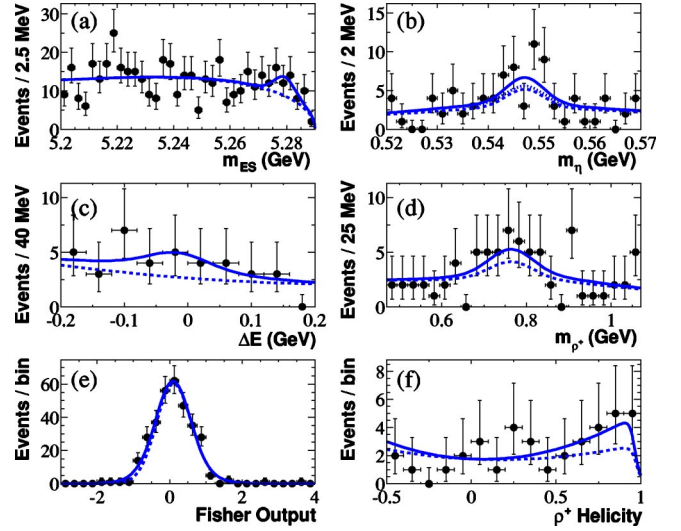 (a)
Events / 2.5 MeV
30
20
10
0
5.2 5.22 5.24 5.26 5.28
m_ES (GeV)
(b)
Events / 2 MeV
15
10
5
0
0.52 0.53 0.54 0.55 0.56 0.57
m_η (GeV)
(c)
Events / 40 MeV
10
5
0
-0.2 -0.1 0 0.1 0.2
ΔE (GeV)
(d)
Events / 25 MeV
10
5
0
0.6 0.8 1
m_ρ⁺ (GeV)
(e)
Events / bin
60
40
20
0
-2 0 2 4
Fisher Output
(f)
Events / bin
8
6
4
2
0
-0.5 0 0.5 1
ρ⁺ Helicity